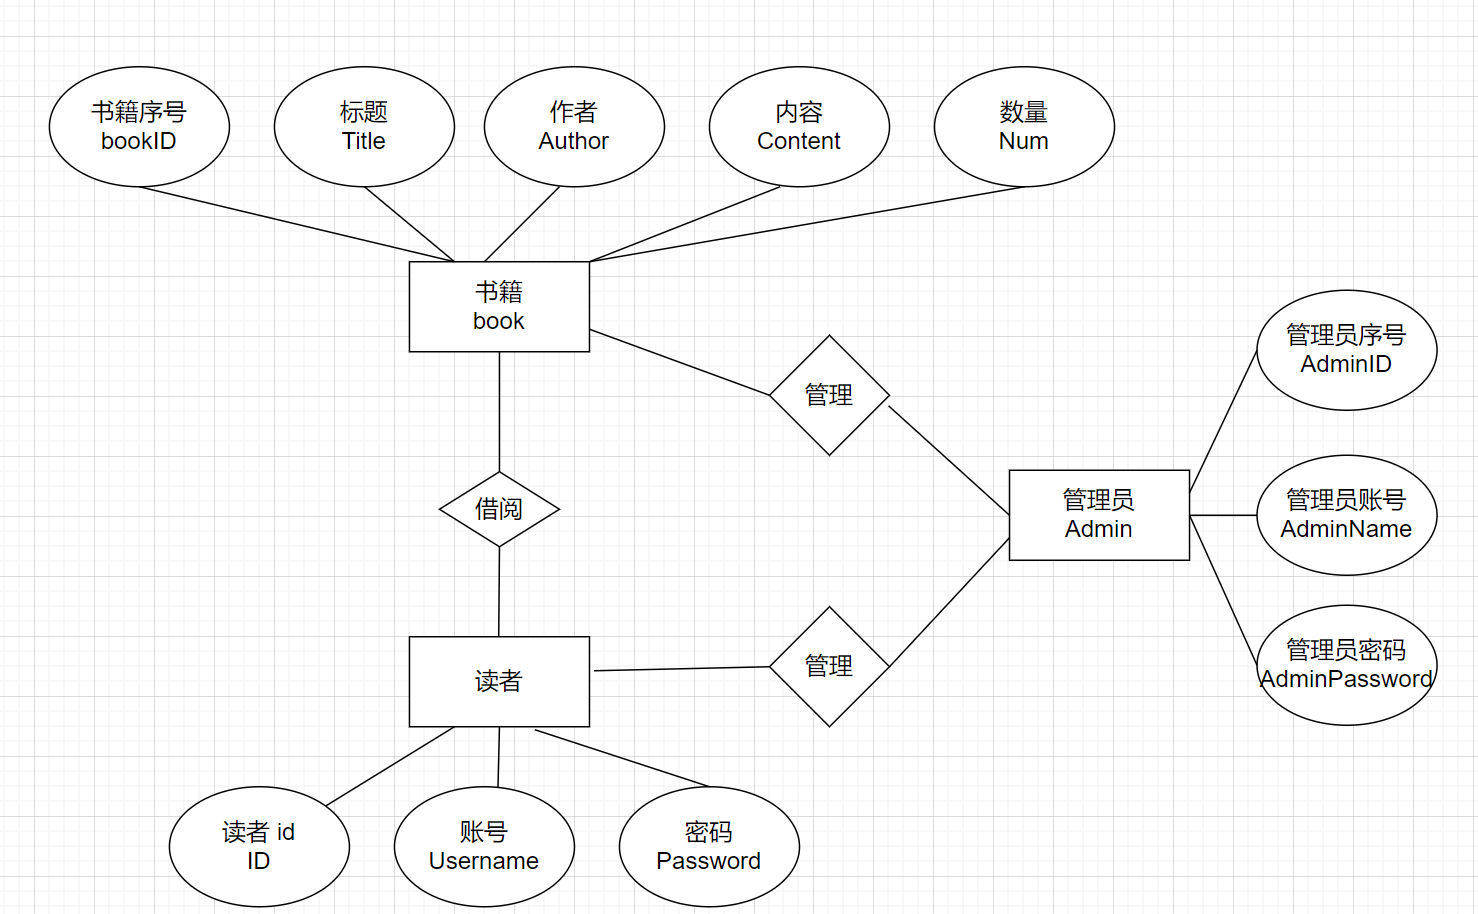 书籍序号
bookID
标题
Title
作者
Author
内容
Content
数量
Num
书籍
book
管理员序号
AdminID
管理
管理员
Admin
管理员账号
AdminName
借阅
管理员密码
AdminPassword
读者
管理
读者 id
ID
账号
Username
密码
Password